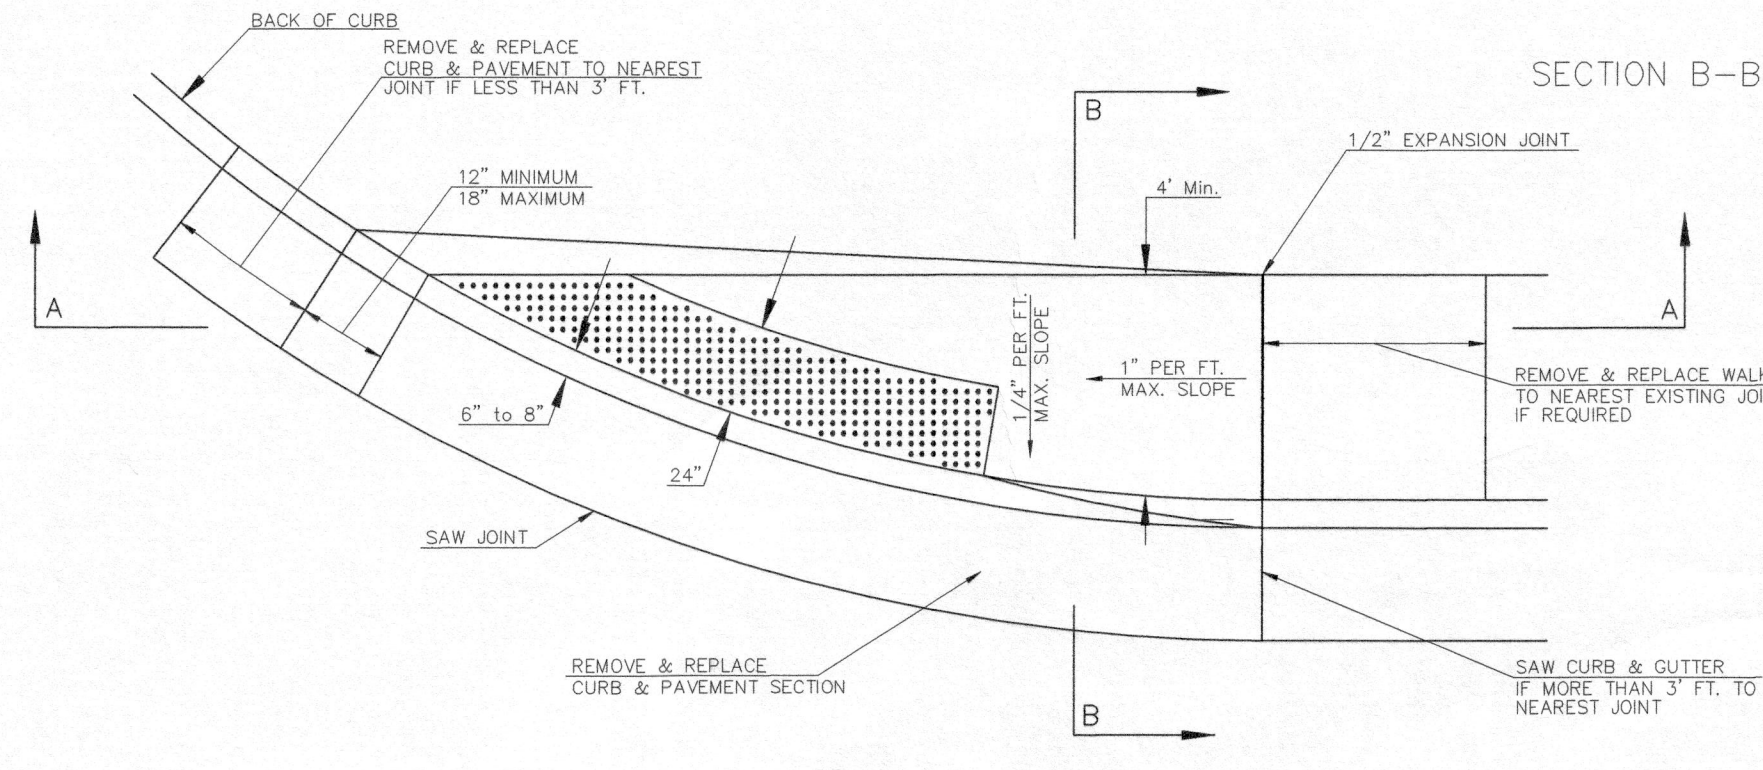 BACK OF CURB
REMOVE & REPLACE
CURB & PAVEMENT TO NEAREST
JOINT IF LESS THAN 3' FT.
SECTION B-B
B
1/2" EXPANSION JOINT
12" MINIMUM
18" MAXIMUM
4' Min.
A
A
1/4" PER FT.
MAX. SLOPE
1" PER FT.
MAX. SLOPE
REMOVE & REPLACE WALK
TO NEAREST EXISTING JOI
IF REQUIRED
6" to 8"
24"
SAW JOINT
REMOVE & REPLACE
CURB & PAVEMENT SECTION
SAW CURB & GUTTER
IF MORE THAN 3' FT. TO
NEAREST JOINT
B